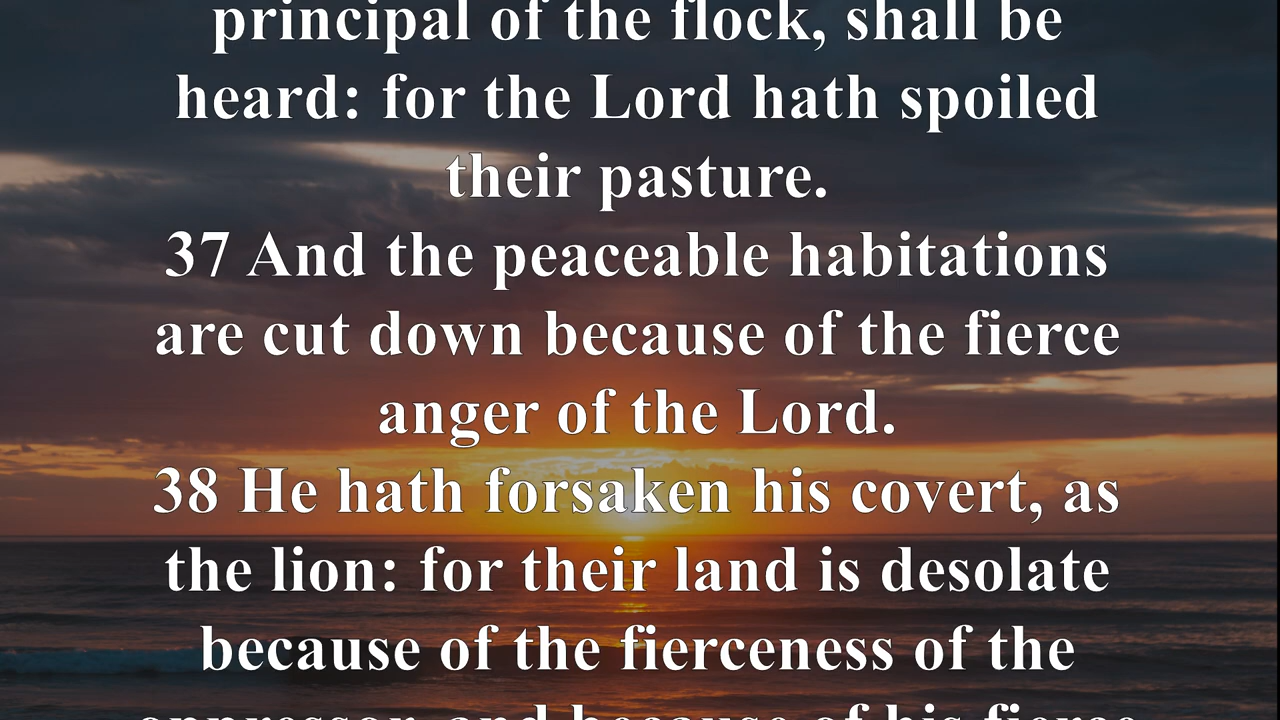 principal of the flock, shall be
heard: for the Lord hath spoiled
their pasture.
37 And the peaceable habitations
are cut down because of the fierce
anger of the Lord.
38 He hath forsaken his covert, as
the lion: for their land is desolate
because of the fierceness of the
oppressor, and because of his fierce